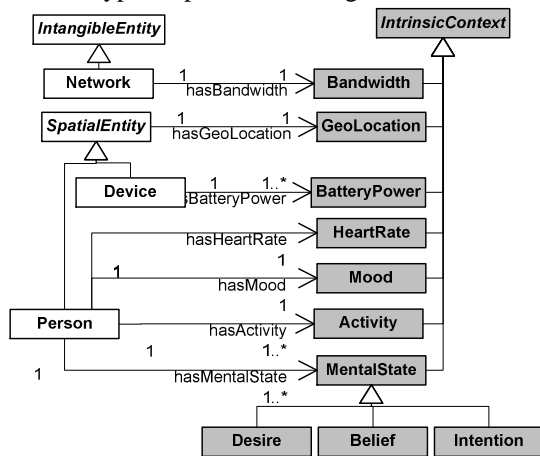 IntangibleEntity
IntrinsicContext
Network
1 1
hasBandwidth
Bandwidth
SpatialEntity
1 1
hasGeoLocation
GeoLocation
Device
1 1..*
sBatteryPower
BatteryPower
hasHeartRate
HeartRate
1
1
hasMood
Mood
Person
1
hasActivity
Activity
1
1
1..*
hasMentalState
MentalState
1..*
Desire
Belief
Intention